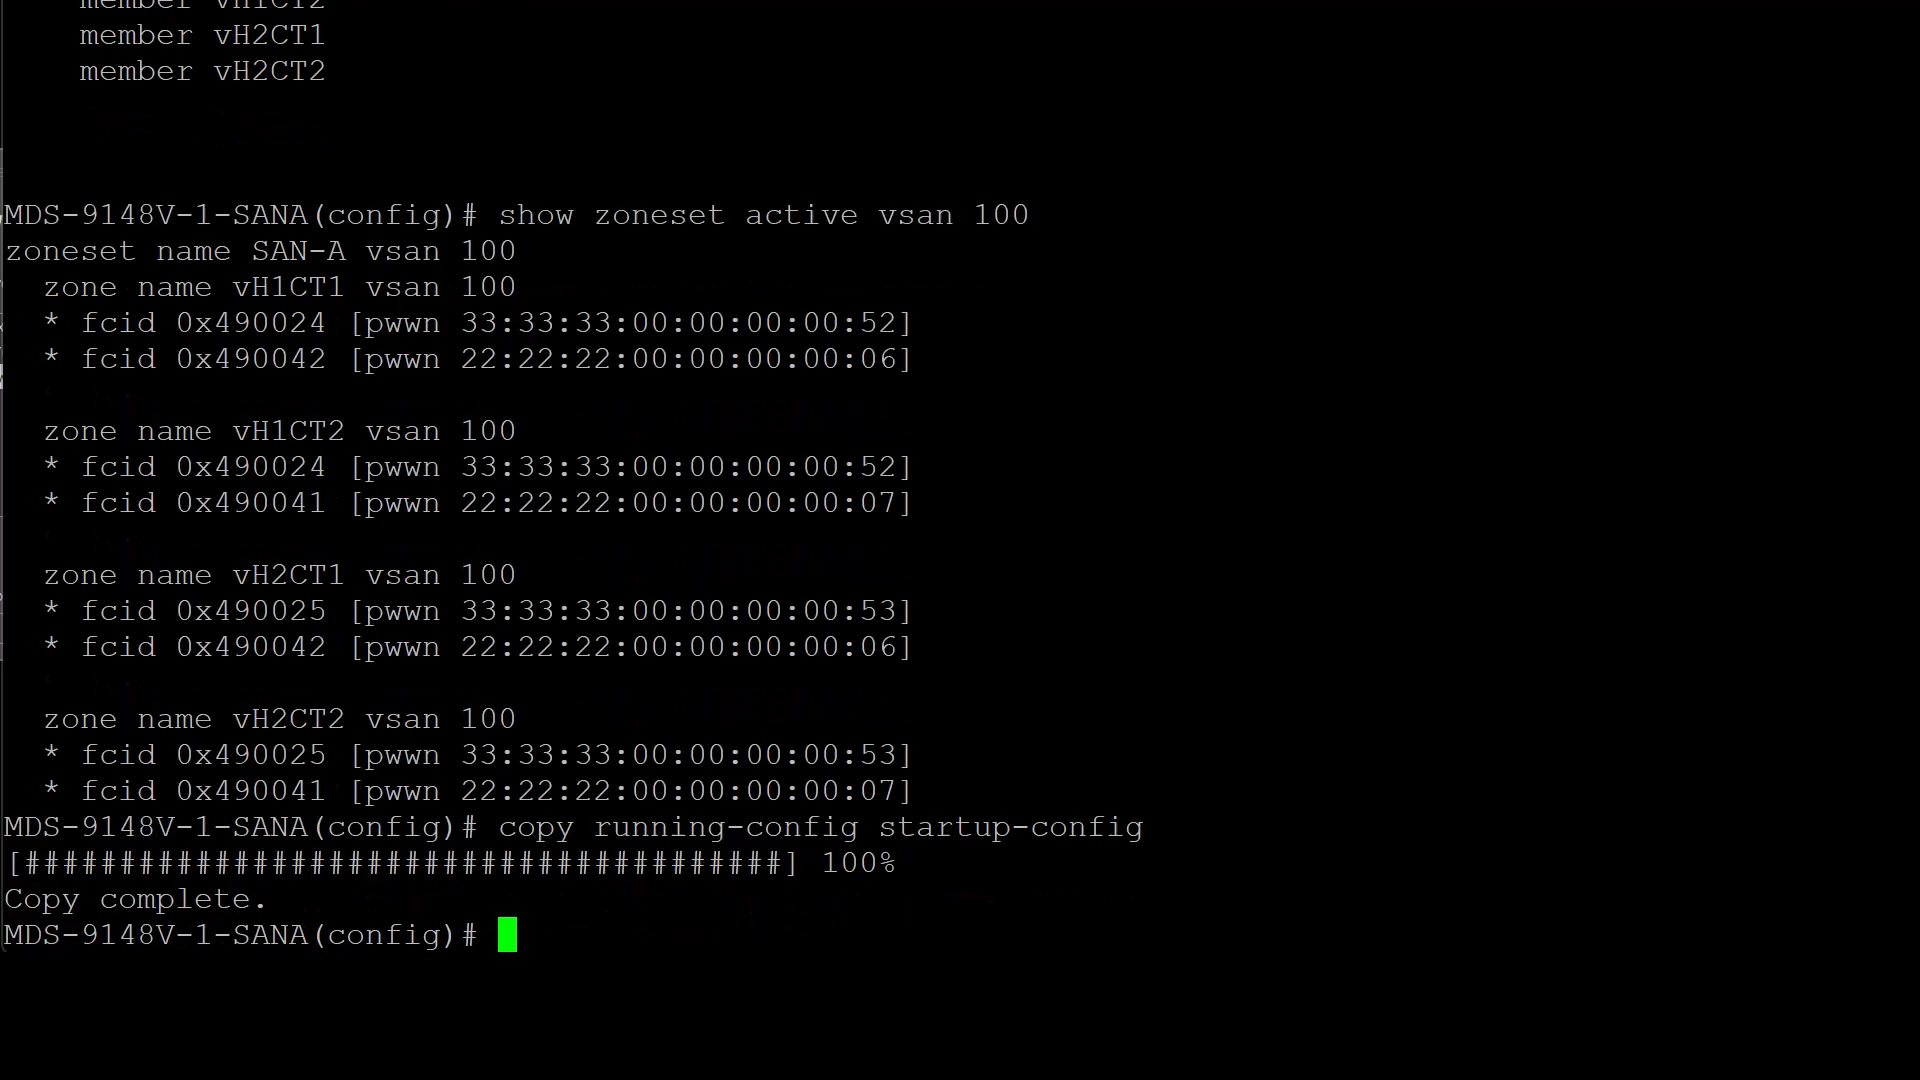 member vH1CT2
member vH2CT1
member vH2CT2
MDS-9148V-1-SANA(config)# show zoneset active vsan 100
zoneset name SAN-A vsan 100
zone name vH1CT1 vsan 100
* fcid 0x490024 [pwwn 33:33:33:00:00:00:00:52]
* fcid 0x490042 [pwwn 22:22:22:00:00:00:00:06]
zone name vH1CT2 vsan 100
* fcid 0x490024 [pwwn 33:33:33:00:00:00:00:52]
* fcid 0x490041 [pwwn 22:22:22:00:00:00:00:07]
zone name vH2CT1 vsan 100
* fcid 0x490025 [pwwn 33:33:33:00:00:00:00:53]
* fcid 0x490042 [pwwn 22:22:22:00:00:00:00:06]
zone name vH2CT2 vsan 100
* fcid 0x490025 [pwwn 33:33:33:00:00:00:00:53]
* fcid 0x490041 [pwwn 22:22:22:00:00:00:00:07]
MDS-9148V-1-SANA(config)# copy running-config startup-config
[########################################] 100%
Copy complete.
MDS-9148V-1-SANA(config)#